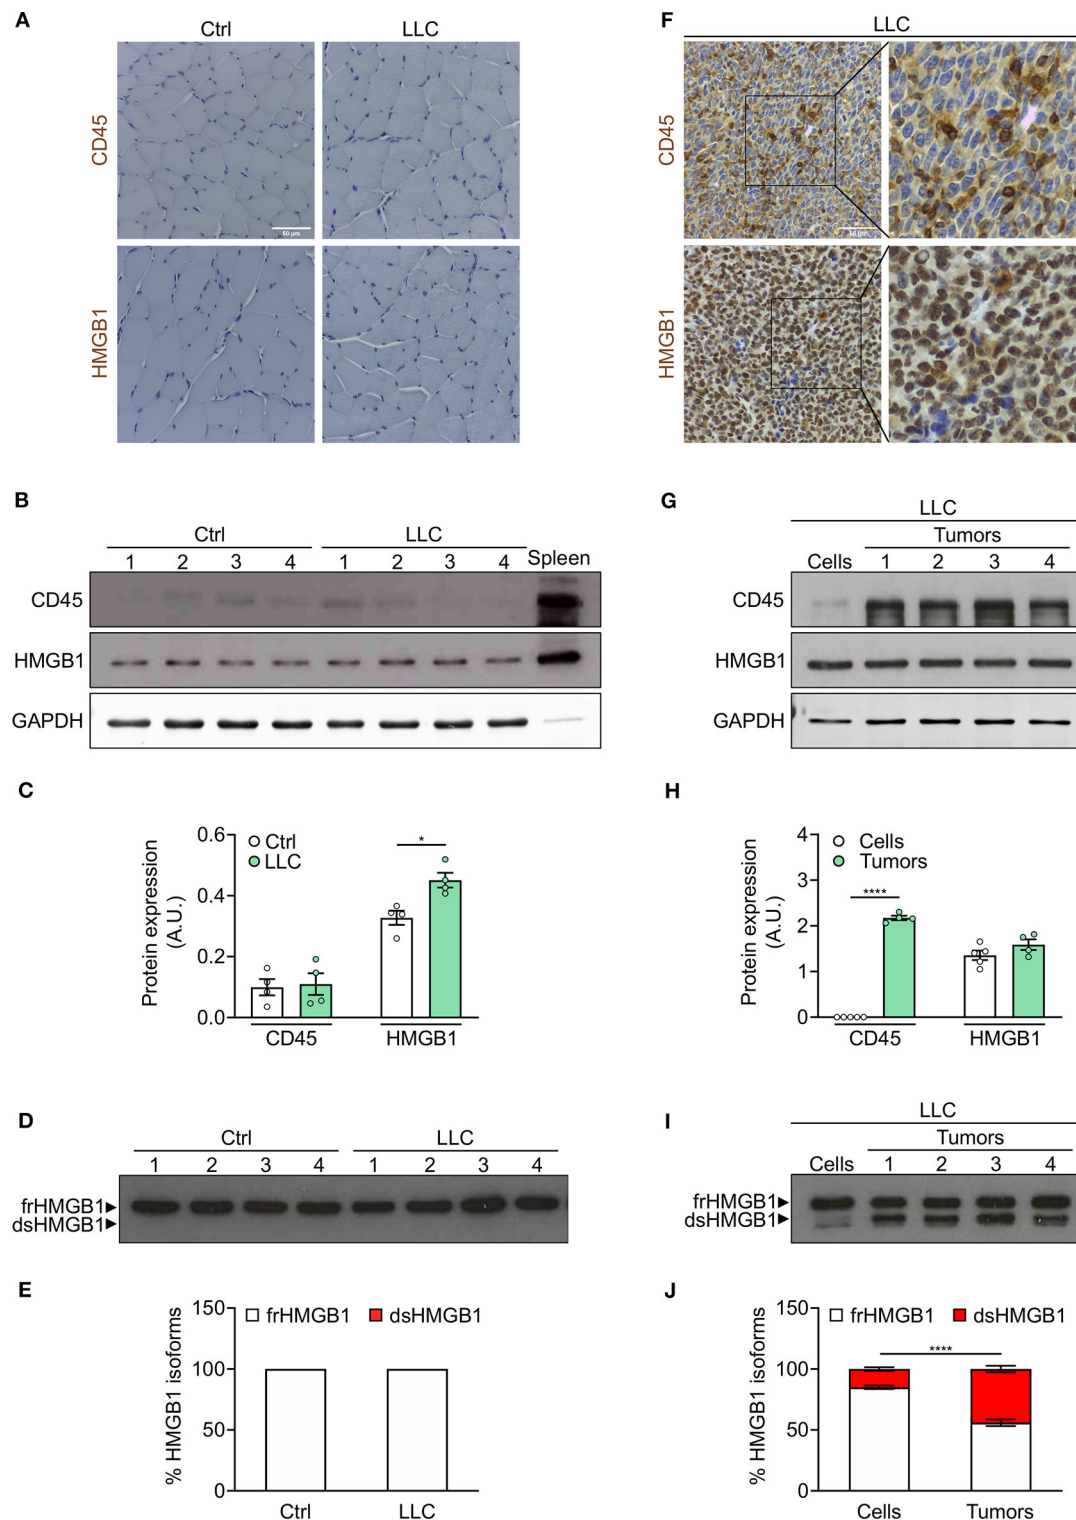 A
Ctrl LLC
CD45
50 µm
HMGB1
B
Ctrl LLC
1 2 3 4 1 2 3 4 Spleen
CD45
HMGB1
GAPDH
C
Protein expression
(A.U.)
0.6
0.4
0.2
0.0
Ctrl
LLC
*
CD45 HMGB1
D
Ctrl LLC
1 2 3 4 1 2 3 4
frHMGB1
dsHMGB1
E
% HMGB1 isoforms
150
100
50
0
frHMGB1 dsHMGB1
Ctrl LLC
F
LLC
CD45
50 µm
HMGB1
G
LLC
Tumors
Cells 1 2 3 4
CD45
HMGB1
GAPDH
H
Protein expression
(A.U.)
4
3
2
1
0
Cells
Tumors
****
CD45 HMGB1
I
LLC
Tumors
Cells 1 2 3 4
frHMGB1
dsHMGB1
J
% HMGB1 isoforms
150
100
50
0
frHMGB1 dsHMGB1
****
Cells Tumors